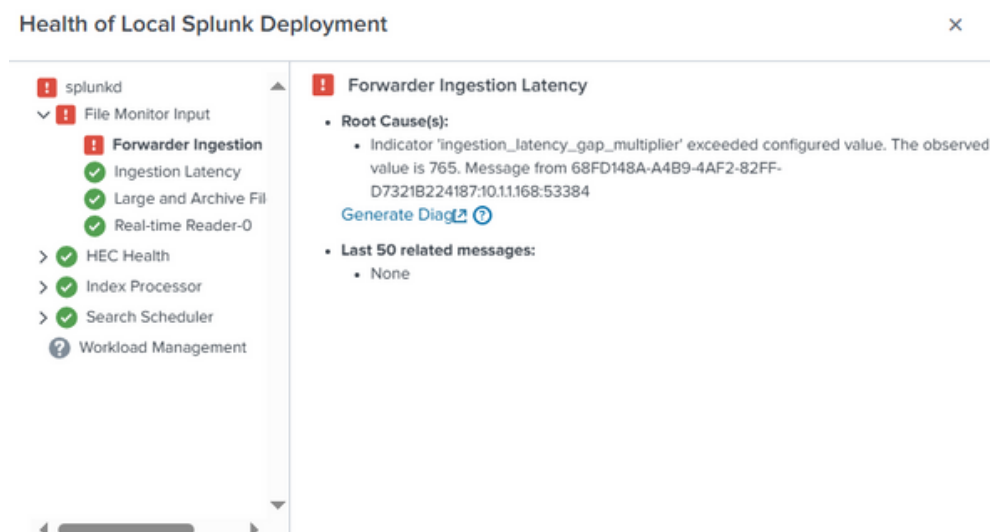 Health of Local Splunk Deployment
splunkd
File Monitor Input
Forwarder Ingestion
Ingestion Latency
Large and Archive Fil
Real-time Reader-0
HEC Health
Index Processor
Search Scheduler
Workload Management
Forwarder Ingestion Latency
Root Cause(s):
Indicator 'ingestion_latency_gap_multiplier' exceeded configured value. The observed
value is 765. Message from 68FD148A-A4B9-4AF2-82FF-
D7321B224187:10.1.1.168:53384
Generate Diag
Last 50 related messages:
None